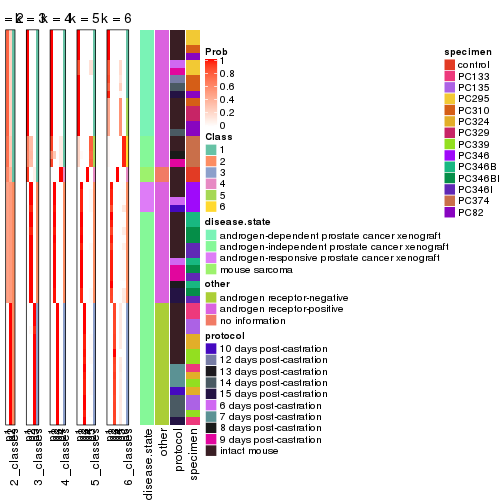 k = 2
k = 3
k = 4
k = 5
k = 6
Prob
1
0.8
0.6
0.4
0.2
0
Class
1
2
3
4
5
6
disease.state
androgen-dependent prostate cancer xenograft
androgen-independent prostate cancer xenograft
androgen-responsive prostate cancer xenograft
mouse sarcoma
other
androgen receptor-negative
androgen receptor-positive
no information
protocol
10 days post-castration
12 days post-castration
13 days post-castration
14 days post-castration
15 days post-castration
6 days post-castration
7 days post-castration
8 days post-castration
9 days post-castration
intact mouse
specimen
control
PC133
PC135
PC295
PC310
PC324
PC329
PC339
PC346
PC346B
PC346BI
PC346I
PC374
PC82
2_classes
3_classes
4_classes
5_classes
6_classes
disease.state
other
protocol
specimen